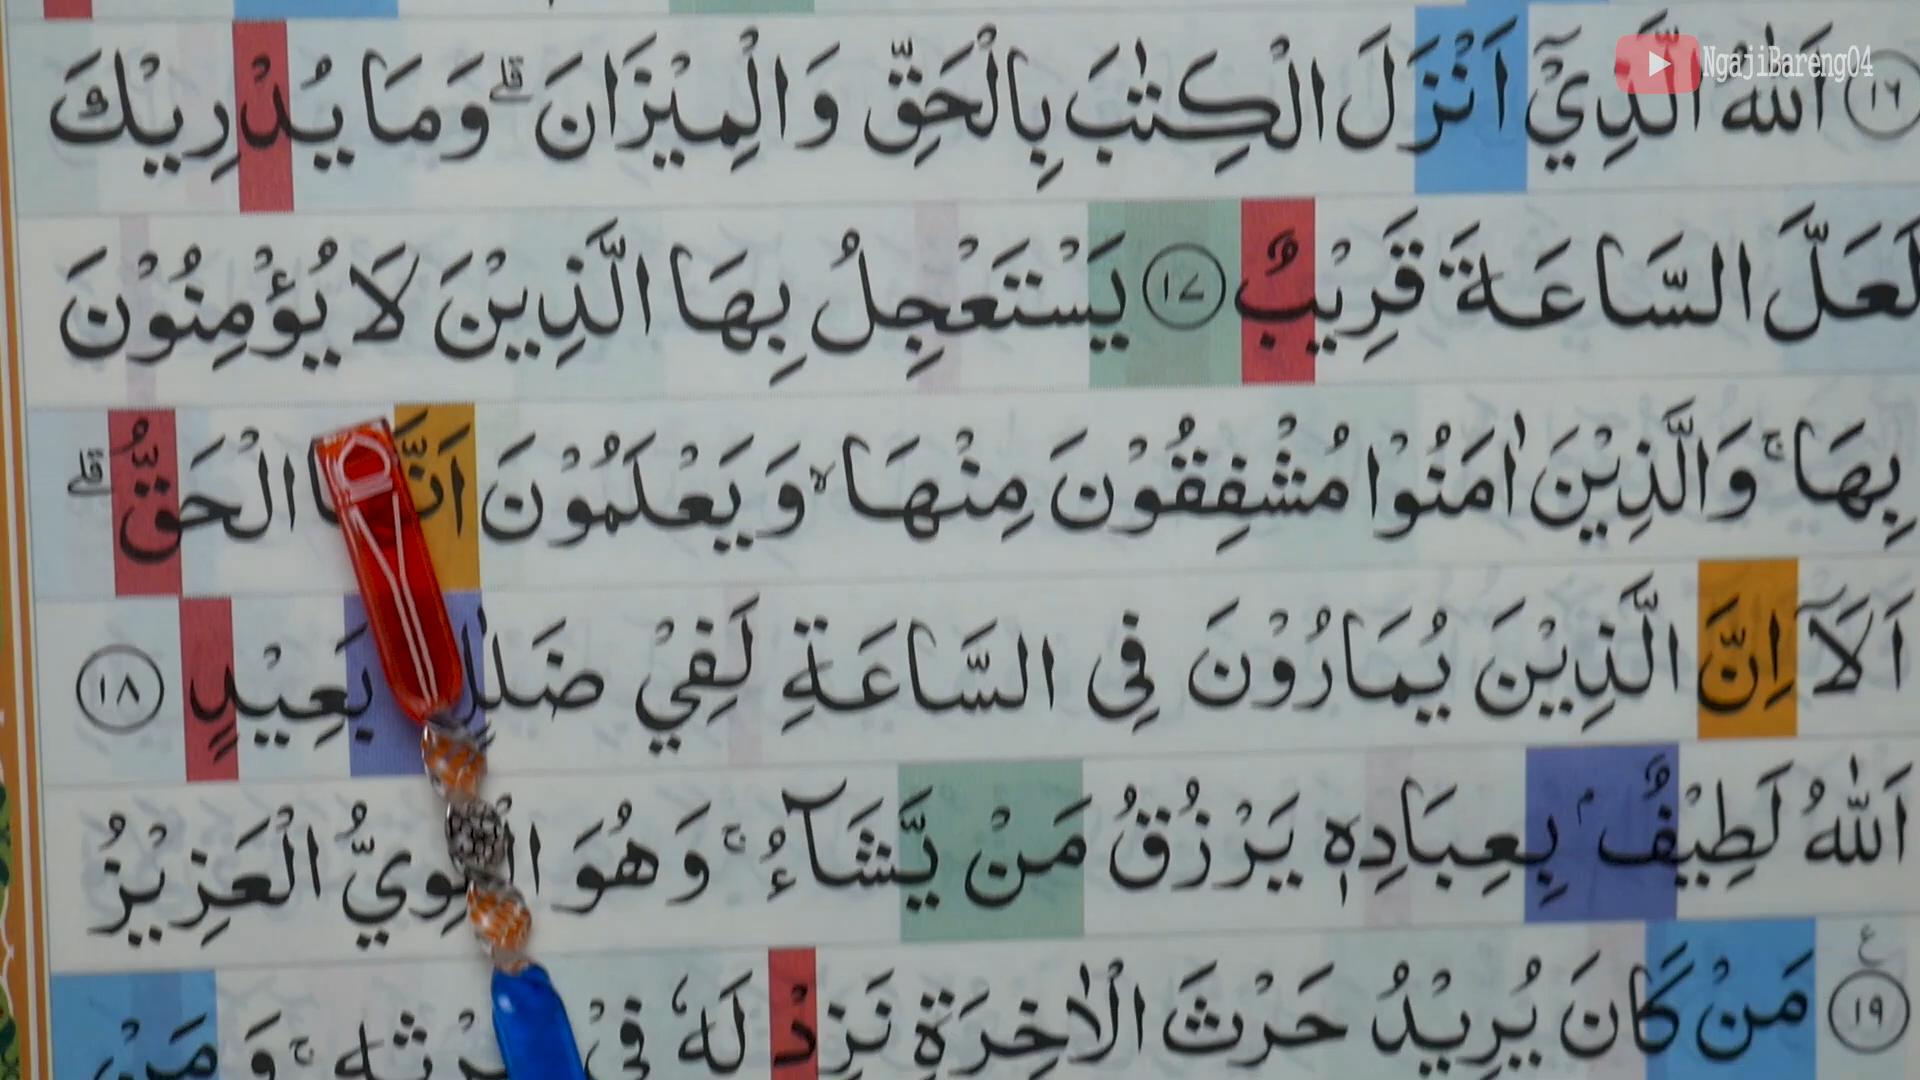 NgajiBareng04
١٦ اَللّٰهُ الَّذِيْٓ اَنْزَلَ الْكِتٰبَ بِالْحَقِّ وَالْمِيْزَانَ ۗ وَمَا يُدْرِيْكَ
لَعَلَّ السَّاعَةَ قَرِيْبٌ ١٧ يَسْتَعْجِلُ بِهَا الَّذِيْنَ لَا يُؤْمِنُوْنَ
بِهَا ۚ وَالَّذِيْنَ اٰمَنُوْا مُشْفِقُوْنَ مِنْهَا ۙ وَيَعْلَمُوْنَ الْحَقُّ ۗ
اَلَآ اِنَّ الَّذِيْنَ يُمَارُوْنَ فِى السَّاعَةِ لَفِيْ ضَلٰلٍ بَعِيْدٍ ١٨
اَللّٰهُ لَطِيْفٌۢ بِعِبَادِهٖ يَرْزُقُ مَنْ يَّشَاۤءُ ۚ وَهُوَ الْعَزِيْزُ
ع
١٩ مَنْ كَانَ يُرِيْدُ حَرْثَ الْاٰخِرَةِ نَزِدْ لَهٗ فِيْ ۚ وَمَنْ